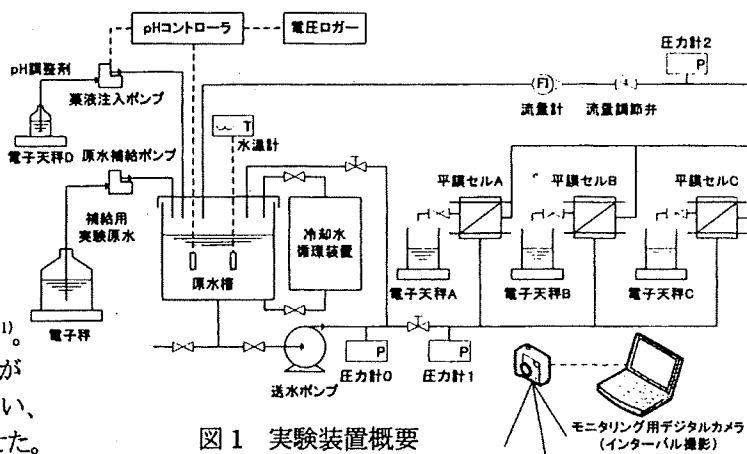 pHコントローラ
電圧ロガー
圧力計2
P
pH調整剤
薬液注入ポンプ
FI
流量計
流量調節弁
T
水温計
電子天秤D
原水補給ポンプ
平膜セルA
平膜セルB
平膜セルC
補給用
実験原水
冷却水
循環装置
原水槽
電子天秤A
電子天秤B
電子天秤C
電子秤
P
P
送水ポンプ
圧力計0
圧力計1
モニタリング用デジタルカメラ
(インターバル撮影)
1)。
が
い、
せた。
図1 実験装置概要